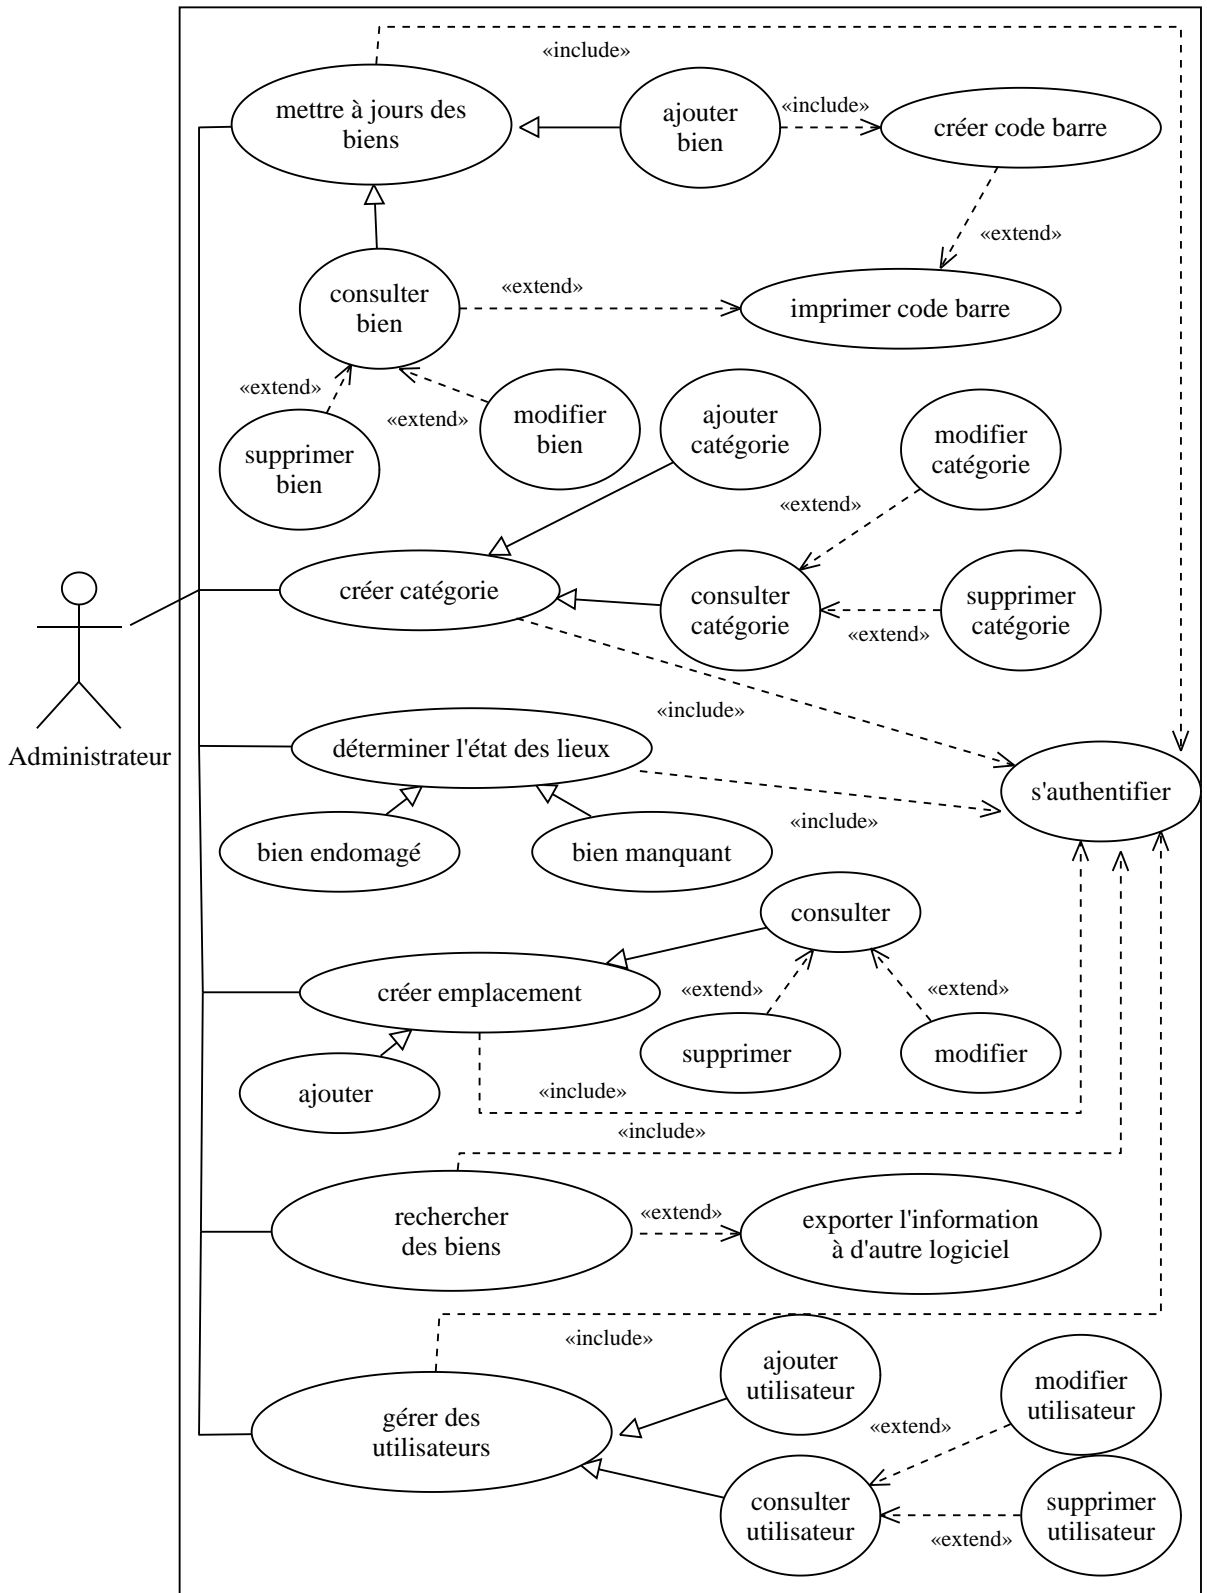 «include»
mettre à jours des
biens
ajouter
bien
«include»
créer code barre
«extend»
consulter
bien
«extend»
imprimer code barre
«extend»
«extend»
supprimer
bien
modifier
bien
ajouter
catégorie
modifier
catégorie
«extend»
créer catégorie
consulter
catégorie
supprimer
catégorie
«extend»
«include»
Administrateur
déterminer l'état des lieux
s'authentifier
«include»
bien endomagé
bien manquant
consulter
créer emplacement
«extend»
«extend»
supprimer
modifier
ajouter
«include»
«include»
rechercher
des biens
«extend»
exporter l'information
à d'autre logiciel
«include»
ajouter
utilisateur
modifier
utilisateur
gérer des
utilisateurs
«extend»
consulter
utilisateur
supprimer
utilisateur
«extend»